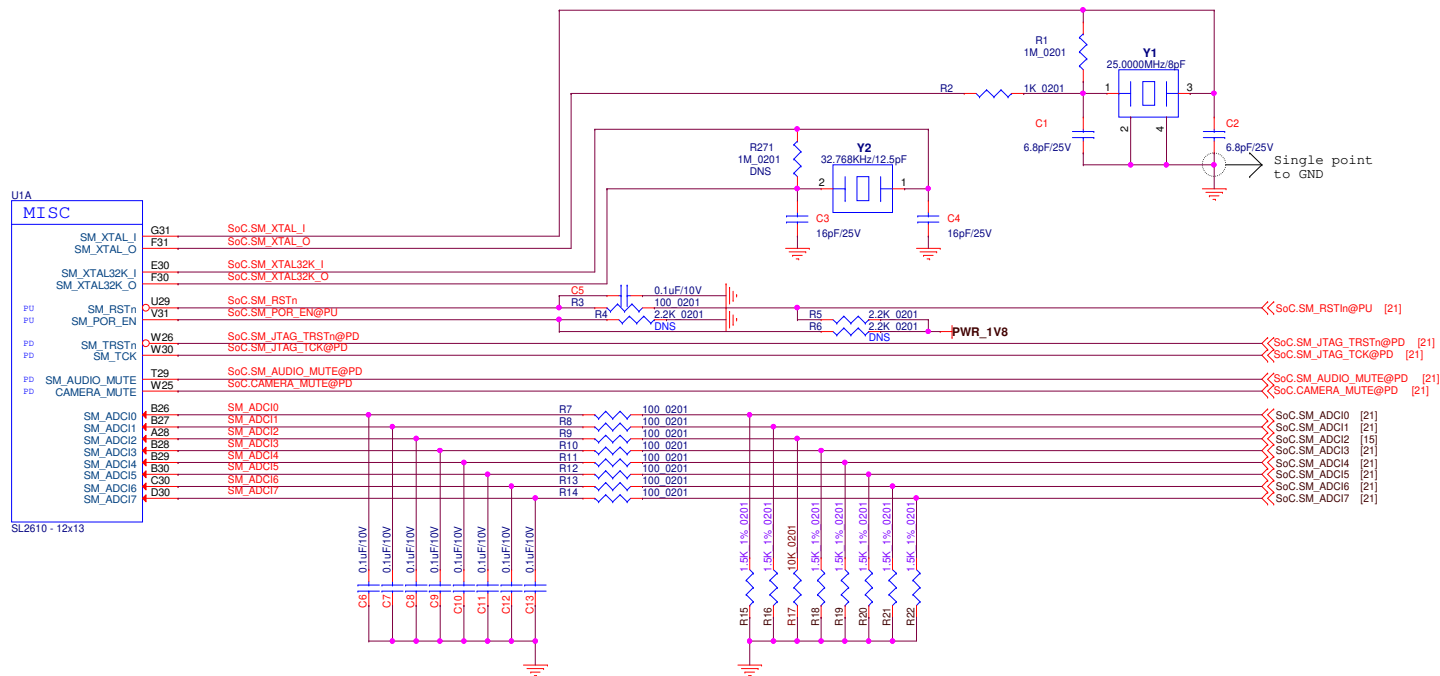 R1
1M_0201
Y1
25.0000MHz/8pF
R2
1K_0201
1
3
2
4
C1
6.8pF/25V
C2
6.8pF/25V
Single point
to GND
R271
1M_0201
DNS
Y2
32.768KHz/12.5pF
2
1
C3
16pF/25V
C4
16pF/25V
U1A
MISC
SM_XTAL_I G31 SoC.SM_XTAL_I
SM_XTAL_O F31 SoC.SM_XTAL_O
SM_XTAL32K_I E30 SoC.SM_XTAL32K_I
SM_XTAL32K_O F30 SoC.SM_XTAL32K_O
C5 0.1uF/10V
PU SM_RSTn U29 SoC.SM_RSTn R3 100_0201 SoC.SM_RSTIn@PU [21]
PU SM_POR_EN V31 SoC.SM_POR_EN@PU R4 2.2K_0201 R5 2.2K_0201
DNS
R6 2.2K_0201 PWR_1V8
DNS
PD SM_TRSTn W26 SoC.SM_JTAG_TRSTn@PD SoC.SM_JTAG_TRSTn@PD [21]
PD SM_TCK W30 SoC.SM_JTAG_TCK@PD SoC.SM_JTAG_TCK@PD [21]
PD SM_AUDIO_MUTE T29 SoC.SM_AUDIO_MUTE@PD SoC.SM_AUDIO_MUTE@PD [21]
PD CAMERA_MUTE W25 SoC.CAMERA_MUTE@PD SoC.CAMERA_MUTE@PD [21]
SM_ADCI0 B26 SM_ADCI0 R7 100_0201 SoC.SM_ADCI0 [21]
SM_ADCI1 B27 SM_ADCI1 R8 100_0201 SoC.SM_ADCI1 [21]
SM_ADCI2 A28 SM_ADCI2 R9 100_0201 SoC.SM_ADCI2 [15]
SM_ADCI3 B28 SM_ADCI3 R10 100_0201 SoC.SM_ADCI3 [21]
SM_ADCI4 B29 SM_ADCI4 R11 100_0201 SoC.SM_ADCI4 [21]
SM_ADCI5 B30 SM_ADCI5 R12 100_0201 SoC.SM_ADCI5 [21]
SM_ADCI6 C30 SM_ADCI6 R13 100_0201 SoC.SM_ADCI6 [21]
SM_ADCI7 D30 SM_ADCI7 R14 100_0201 SoC.SM_ADCI7 [21]
SL2610 - 12x13
C6 0.1uF/10V
C7 0.1uF/10V
C8 0.1uF/10V
C9 0.1uF/10V
C10 0.1uF/10V
C11 0.1uF/10V
C12 0.1uF/10V
C13 0.1uF/10V
R15 1.5K_1%_0201
R16 1.5K_1%_0201
R17 10K_0201
R18 1.5K_1%_0201
R19 1.5K_1%_0201
R20 1.5K_1%_0201
R21 1.5K_1%_0201
R22 1.5K_1%_0201